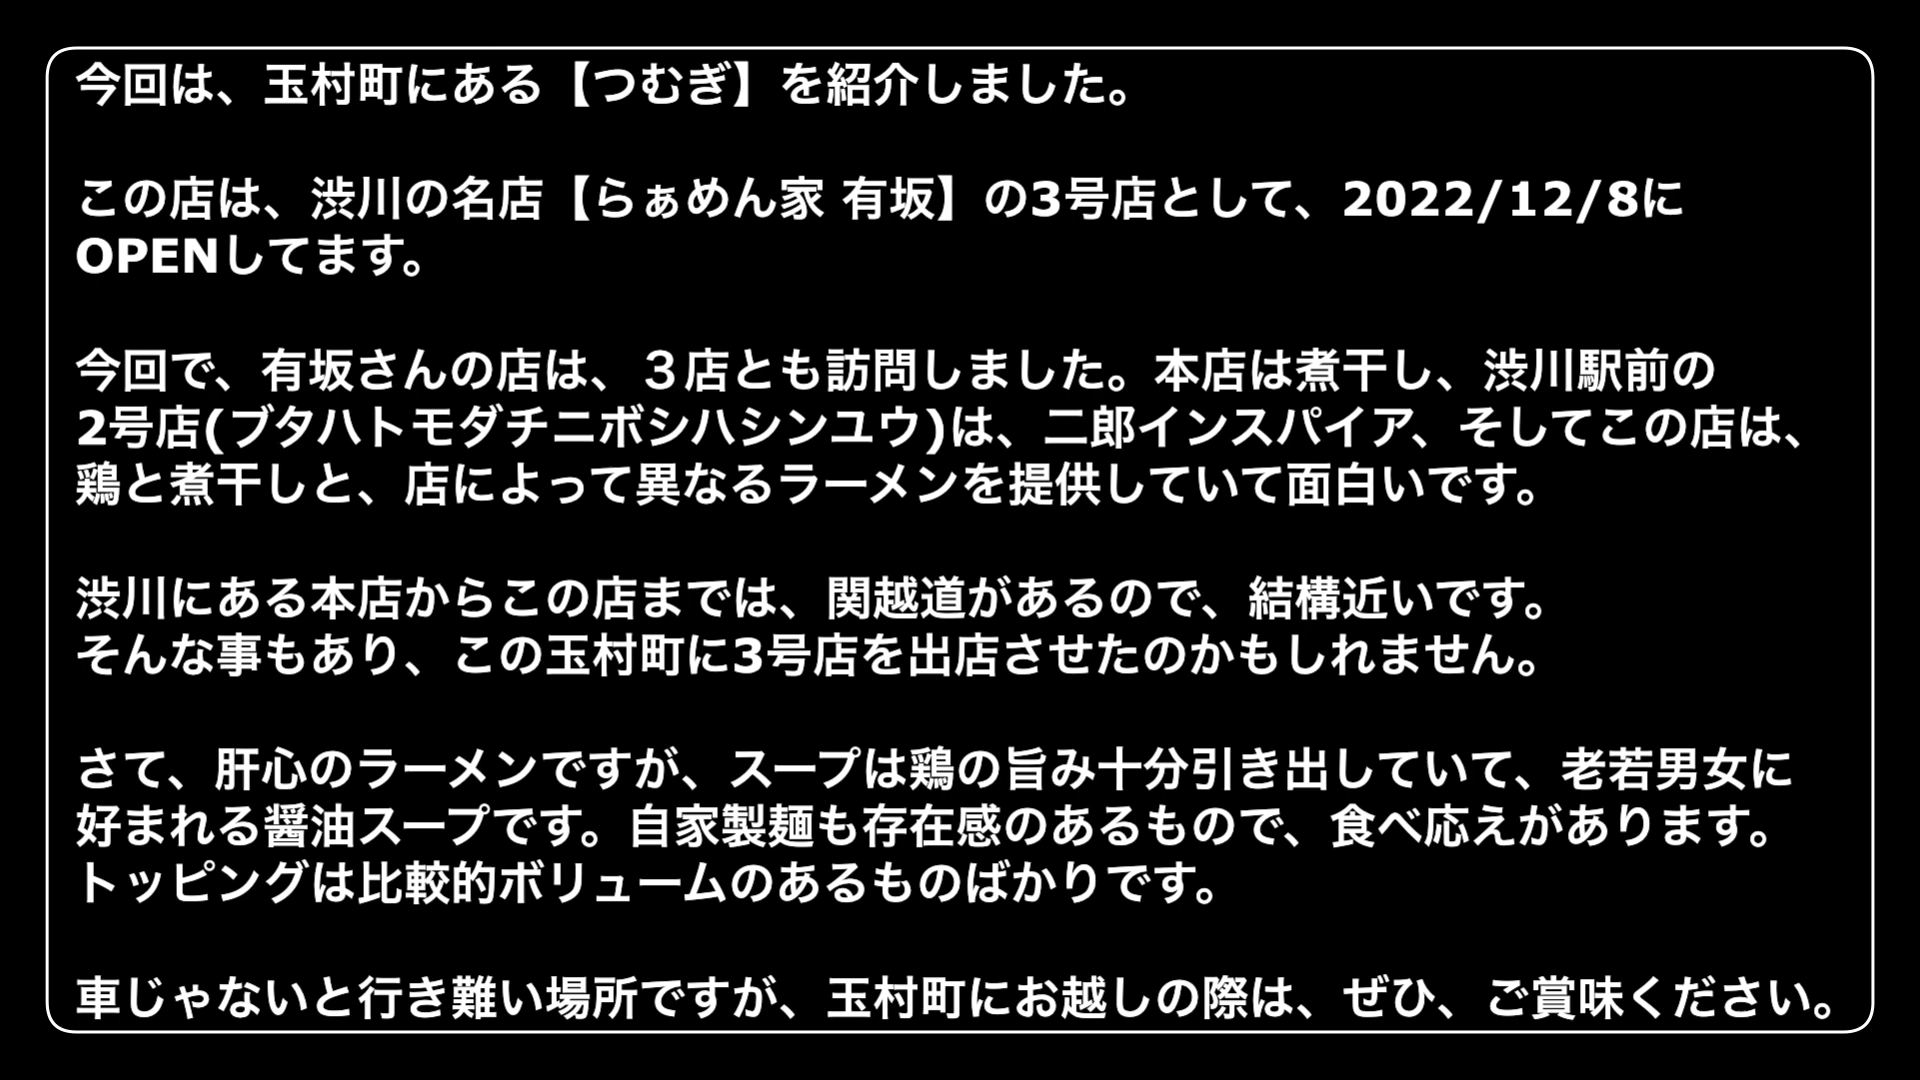 今回は、玉村町にある【つむぎ】を紹介しました。
この店は、渋川の名店【らぁめん家 有坂】の3号店として、2022/12/8に
OPENしてます。
今回で、有坂さんの店は、３店とも訪問しました。本店は煮干し、渋川駅前の
2号店(ブタハトモダチニボシハシンユウ)は、二郎インスパイア、そしてこの店は、
鶏と煮干しと、店によって異なるラーメンを提供していて面白いです。
渋川にある本店からこの店までは、関越道があるので、結構近いです。
そんな事もあり、この玉村町に3号店を出店させたのかもしれません。
さて、肝心のラーメンですが、スープは鶏の旨み十分引き出していて、老若男女に
好まれる醤油スープです。自家製麺も存在感のあるもので、食べ応えがあります。
トッピングは比較的ボリュームのあるものばかりです。
車じゃないと行き難い場所ですが、玉村町にお越しの際は、ぜひ、ご賞味ください。